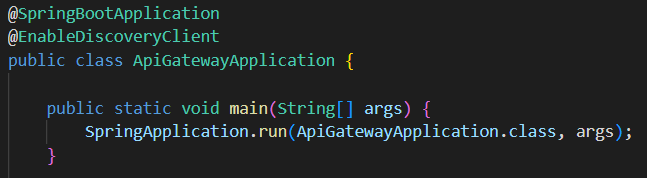 @SpringBootApplication
@EnableDiscoveryClient
public class ApiGatewayApplication {
    public static void main(String[] args) {
        SpringApplication.run(ApiGatewayApplication.class, args);
    }